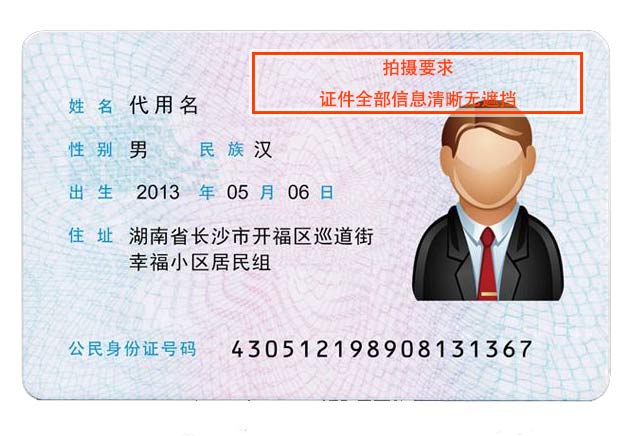 拍摄要求
证件全部信息清晰无遮挡
姓名 代用名
性别 男 民族 汉
出生 2013 年 05 月 06 日
住址 湖南省长沙市开福区巡道街
幸福小区居民组
公民身份证号码 430512198908131367